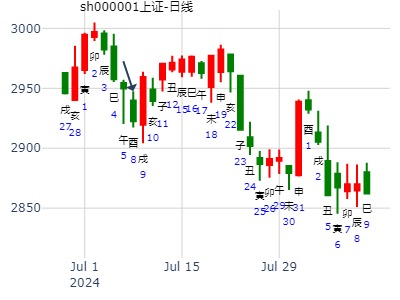 sh000001上证-日线
3000
2950
2900
2850
戌
27
亥
28
寅
1
卯
2
辰
3
巳
4
午
5
酉
8
戌
9
亥
10
子
11
丑
12
辰
15
巳
16
午
17
未
18
申
19
亥
22
子
23
丑
24
寅
25
卯
26
午
29
未
30
申
31
酉
1
戌
2
丑
5
寅
6
卯
7
辰
8
巳
9
Jul 1
2024
Jul 15
Jul 29